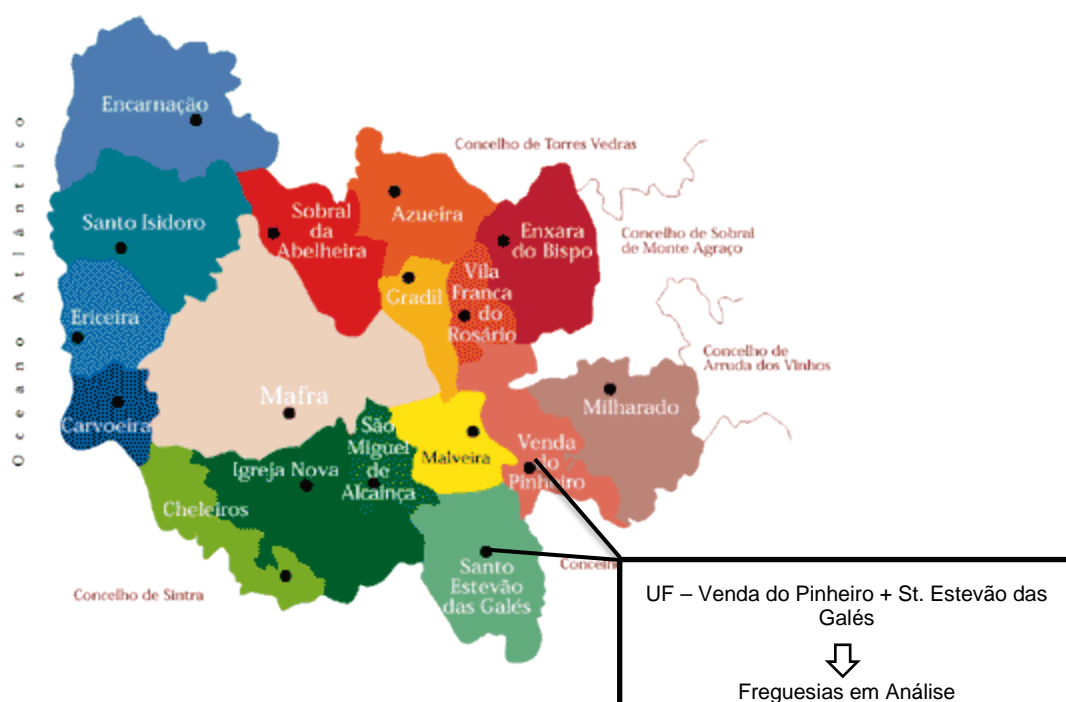 Encarnação
Concelho de Torres Vedras
Oceano Atlântico
Santo Isidoro
Sobral
da
Abelheira
Azueira
Enxara
do Bispo
Concelho de Sobral
de Monte Agraço
Vila
Franca
do
Rosário
Gradil
Ericeira
Concelho de
Arruda dos Vinhos
Mafra
Milharado
Carvoeira
São
Miguel
de
Alcainça
Malveira
Venda
do
Pinheiro
Igreja Nova
Cheleiros
Santo
Estevão
das Galés
Concelho de Sintra
UF – Venda do Pinheiro + St. Estevão das
Galés
Freguesias em Análise